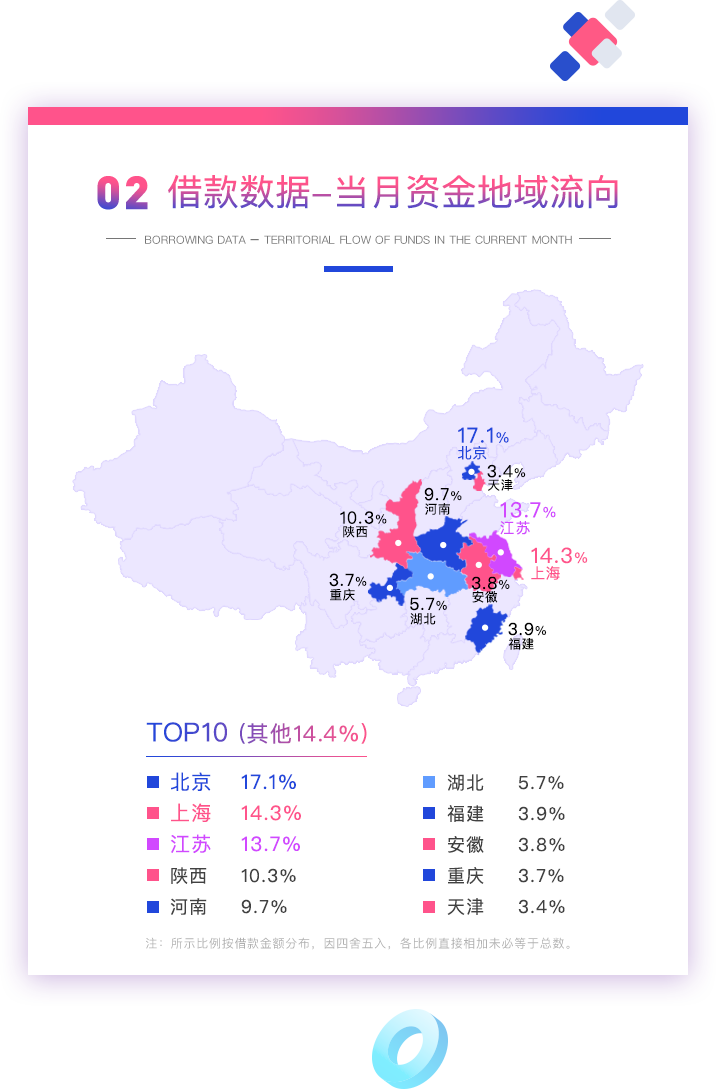 02 借款数据–当月资金地域流向
BORROWING DATA — TERRITORIAL FLOW OF FUNDS IN THE CURRENT MONTH
17.1%
北京
3.4%
天津
9.7%
河南
13.7%
江苏
10.3%
陕西
14.3%
上海
3.7%
重庆
3.8%
安徽
5.7%
湖北
3.9%
福建
TOP10 (其他14.4%)
北京 17.1% 湖北 5.7%
上海 14.3% 福建 3.9%
江苏 13.7% 安徽 3.8%
陕西 10.3% 重庆 3.7%
河南 9.7% 天津 3.4%
注：所示比例按借款金额分布，因四舍五入，各比例直接相加未必等于总数。